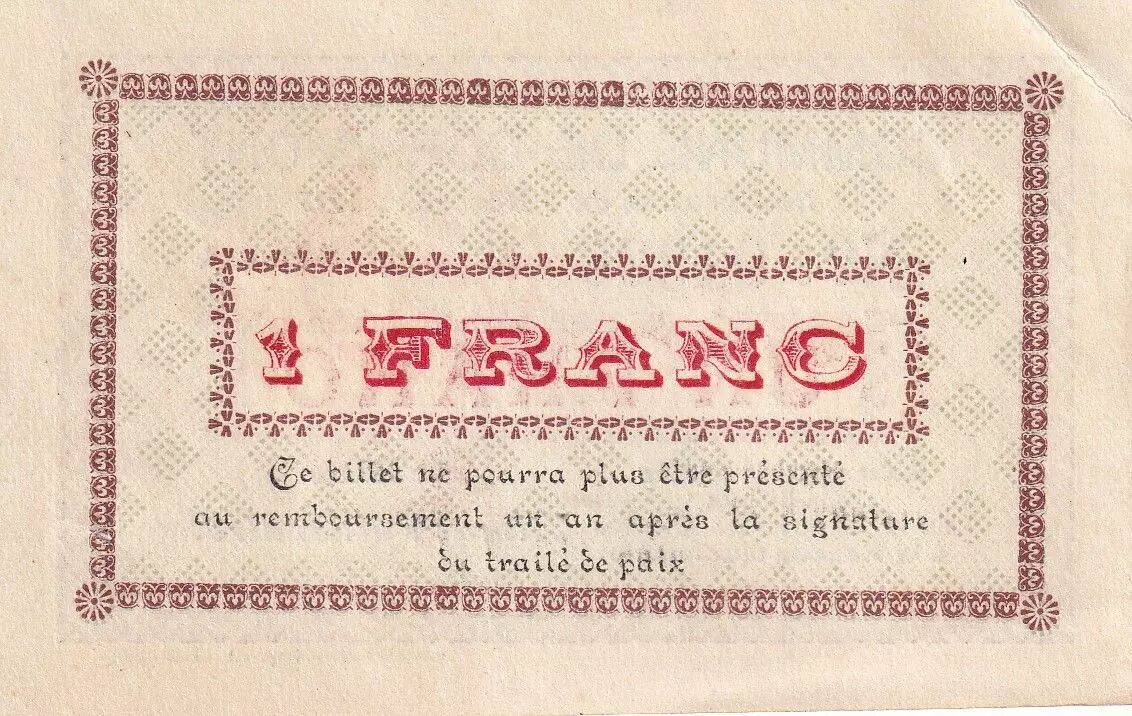 1 FRANC
Ce billet ne pourra plus être présenté
au remboursement un an après la signature
du traité de paix